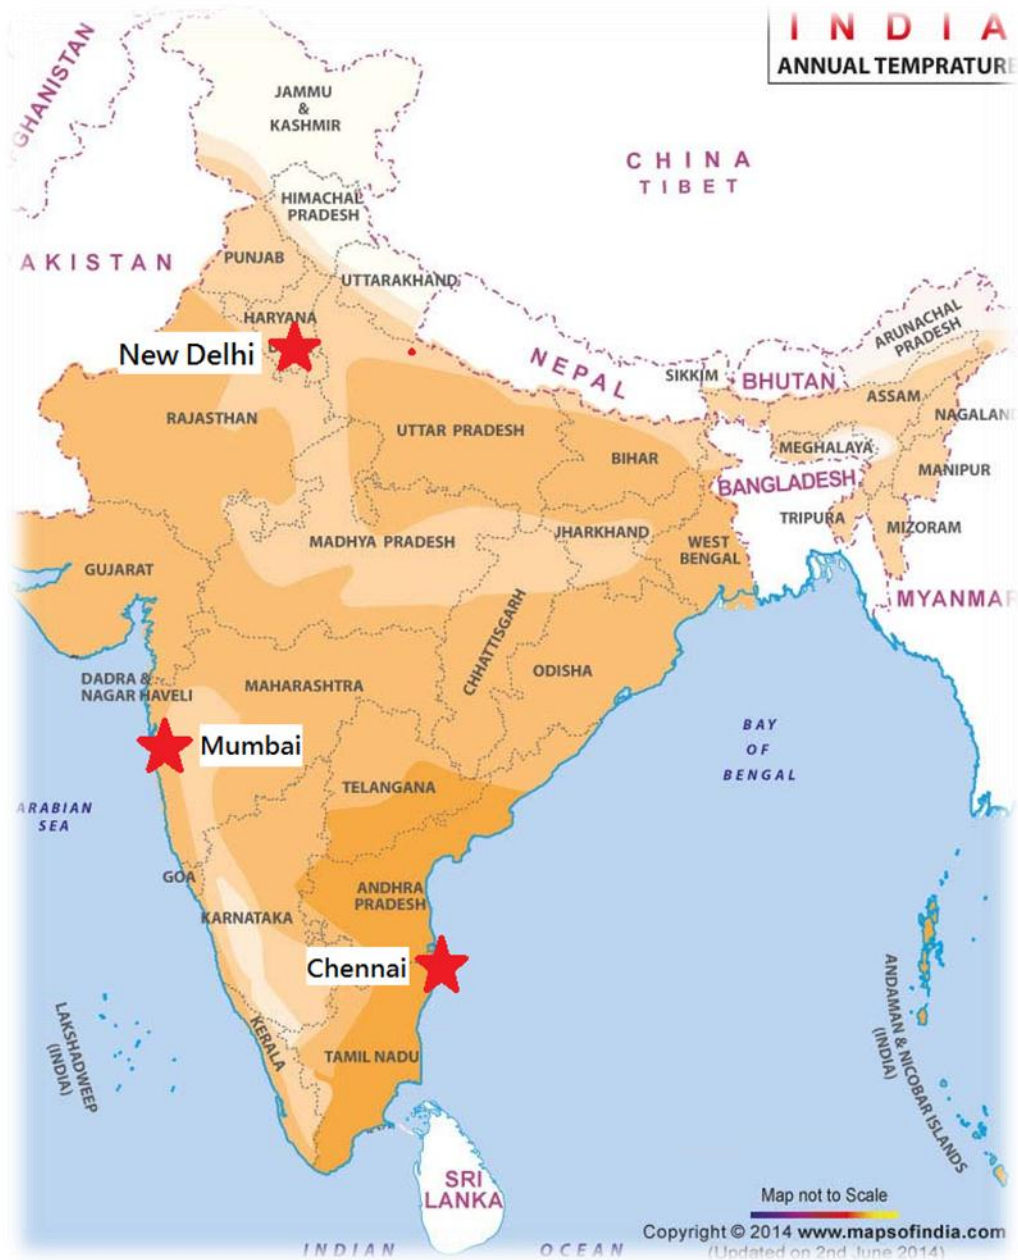 INDIA
ANNUAL TEMPRATURE
GHANISTAN
JAMMU
&
KASHMIR
CHINA
TIBET
HIMACHAL
PRADESH
AKISTAN
PUNJAB
UTTARAKHAND
HARYANA
New Delhi
ARUNACHAL
PRADESH
NEPAL
SIKKIM
BHUTAN
ASSAM
NAGALAND
RAJASTHAN
UTTAR PRADESH
BIHAR
MEGHALAYA
MANIPUR
BANGLADESH
TRIPURA
MIZORAM
MADHYA PRADESH
JHARKHAND
WEST
BENGAL
GUJARAT
MYANMAR
CHHATTISGARH
ODISHA
DADRA &
NAGAR HAVELI
MAHARASHTRA
Mumbai
BAY
OF
BENGAL
TELANGANA
ARABIAN
SEA
GOA
ANDHRA
PRADESH
KARNATAKA
Chennai
LAKSHADWEEP
(INDIA)
KERALA
TAMIL NADU
ANDAMAN & NICOBAR ISLANDS
(INDIA)
SRI
LANKA
Map not to Scale
Copyright © 2014 www.mapsofindia.com
(Updated on 2nd June 2014)
INDIAN OCEAN